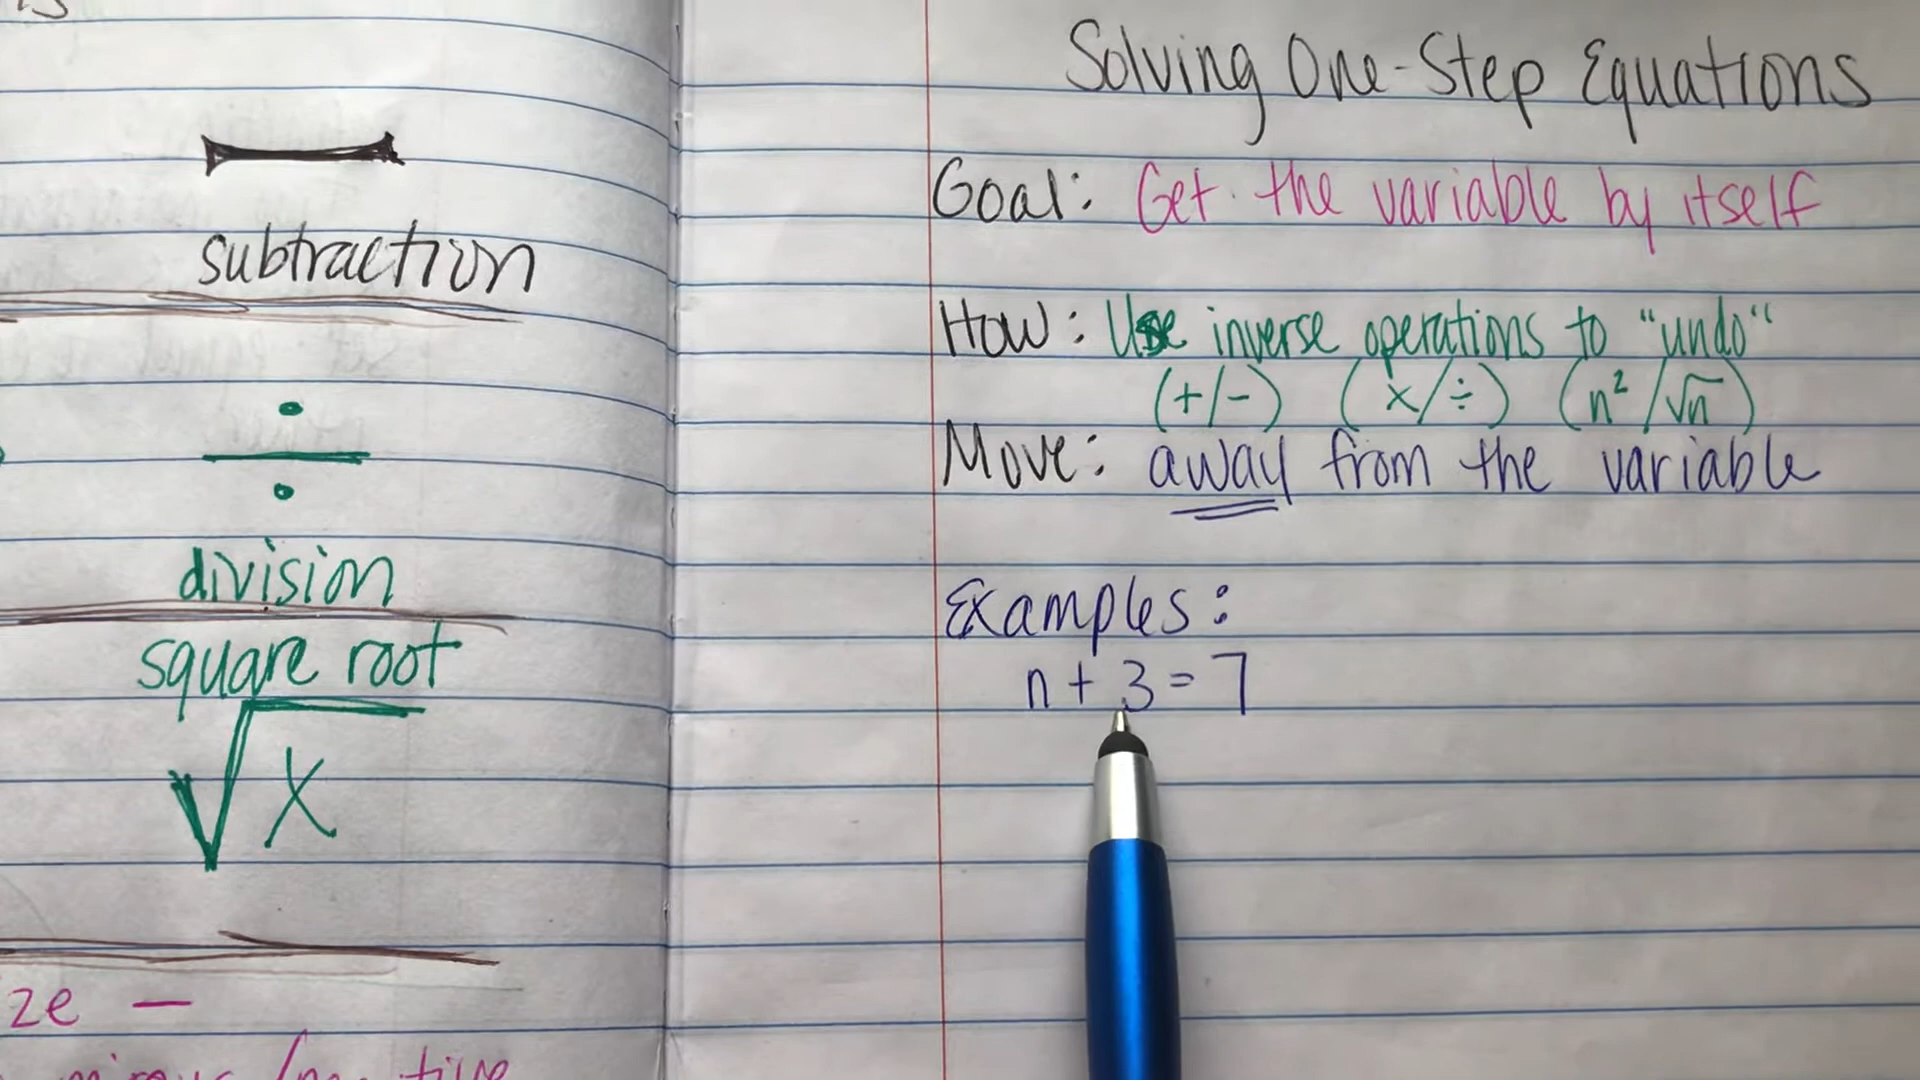 subtraction
÷
division
square root
√x
ze —
Solving One-Step Equations
Goal: Get the variable by itself
How: Use inverse operations to "undo"
(+/-) (x/÷) (n²/√n)
Move: away from the variable
Examples:
n + 3 = 7